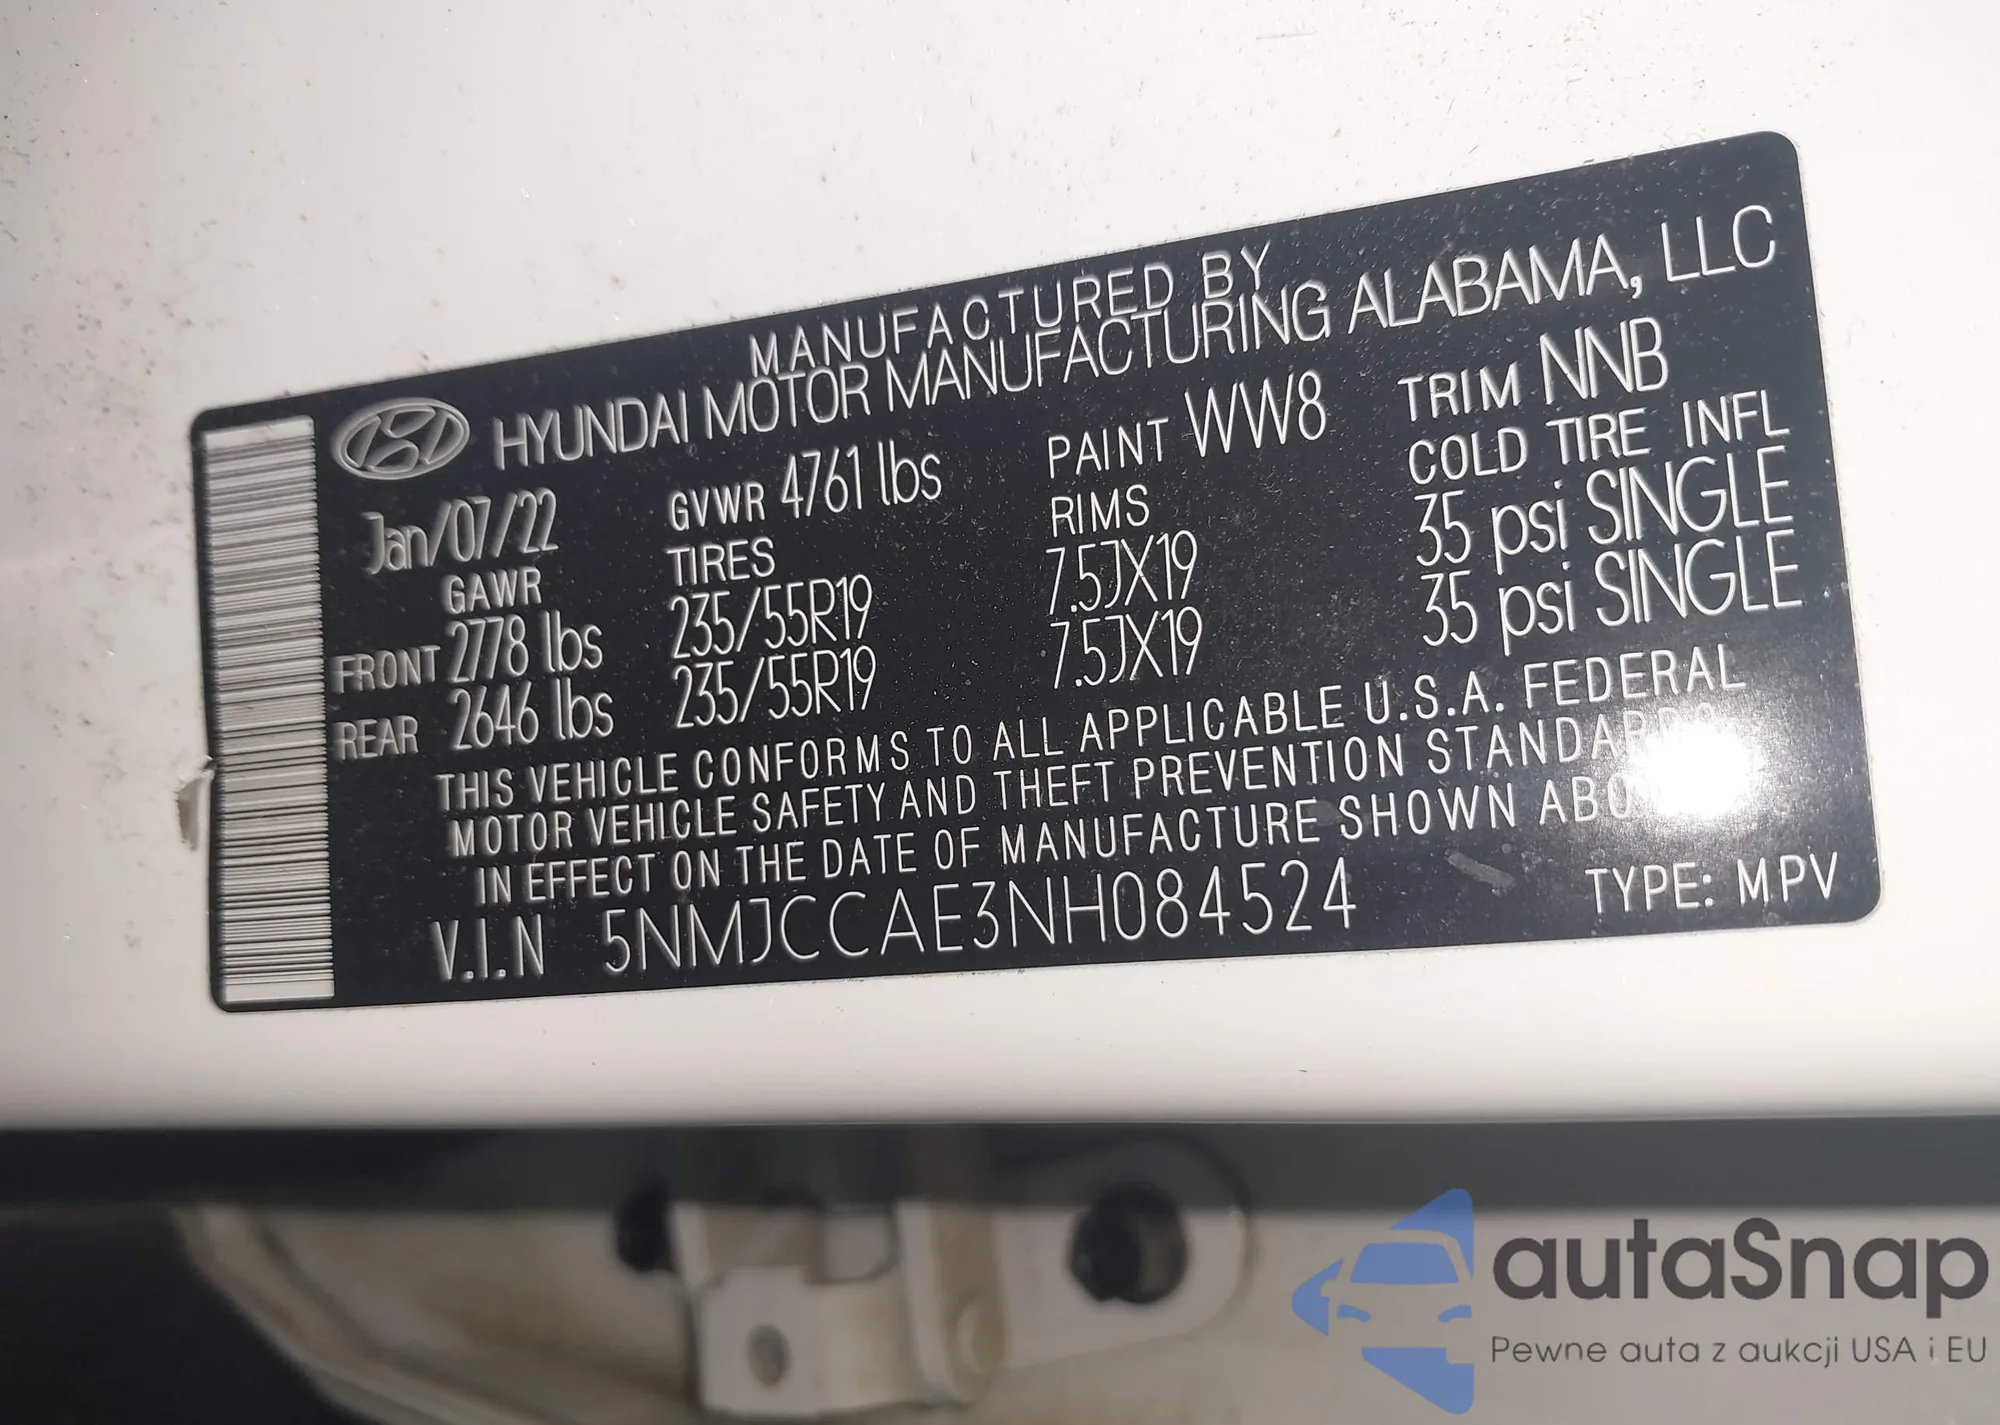 MANUFACTURED BY
HYUNDAI MOTOR MANUFACTURING ALABAMA, LLC
Jan/07/22 GVWR 4761 lbs PAINT WW8 TRIM NNB
GAWR TIRES RIMS COLD TIRE INFL
FRONT 2778 lbs 235/55R19 7.5JX19 35 psi SINGLE
REAR 2646 lbs 235/55R19 7.5JX19 35 psi SINGLE
THIS VEHICLE CONFORMS TO ALL APPLICABLE U.S.A. FEDERAL
MOTOR VEHICLE SAFETY AND THEFT PREVENTION STANDARDS
IN EFFECT ON THE DATE OF MANUFACTURE SHOWN
V.I.N 5NMJCCAE3NH084524 TYPE: MPV
autaSnap
Pewne auta z aukcji USA i EU